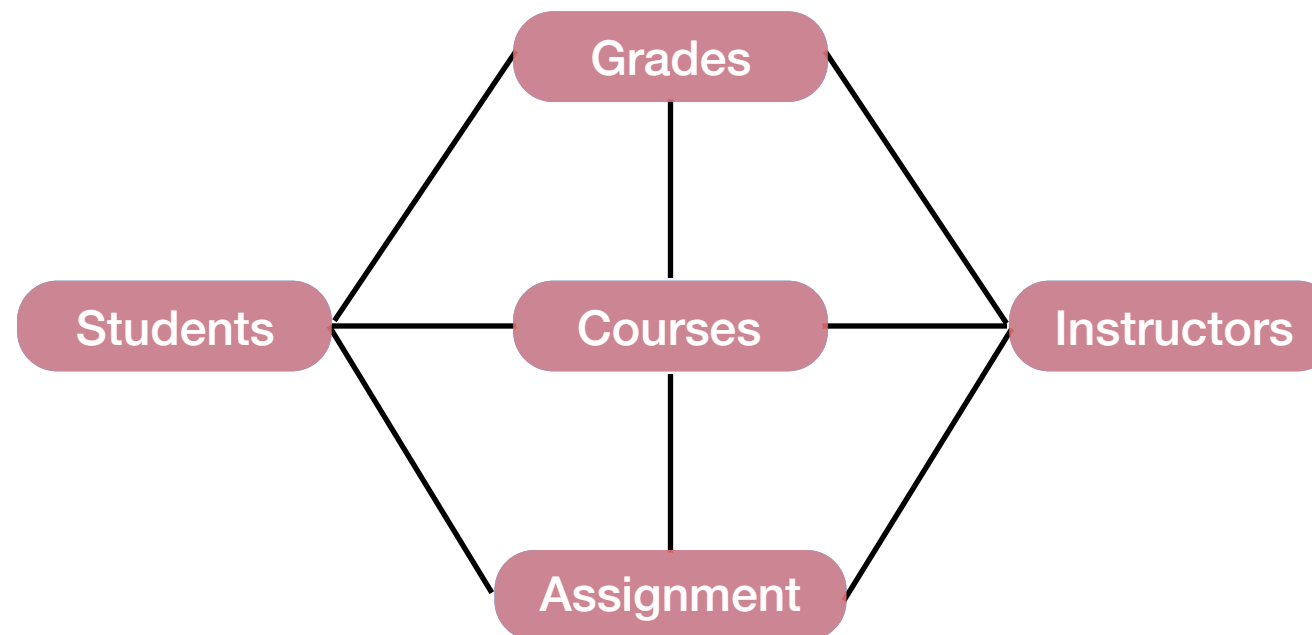 Grades
Students
Courses
Instructors
Assignment